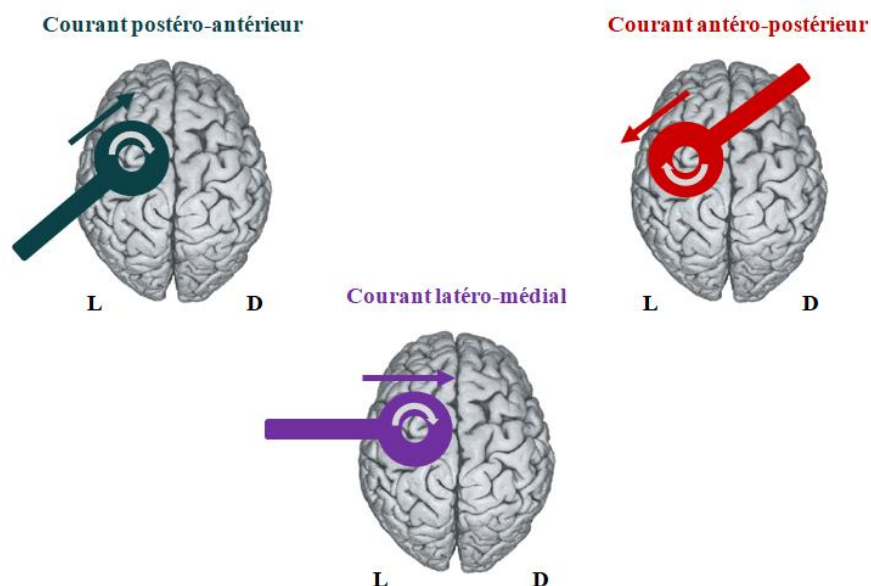 Courant postéro-antérieur
Courant antéro-postérieur
L D
L D
Courant latéro-médial
L D